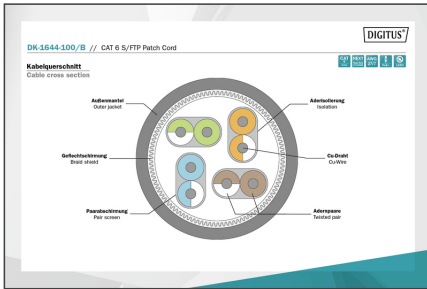 DIGITUS®
DK-1644-100/B // CAT 6 S/FTP Patch Cord
Kabelquerschnitt
Cable cross section
Außenmantel
Outer jacket
Geflechtschirmung
Braid shield
Paarabschirmung
Pair screen
Aderisolierung
Isolation
Cu-Draht
Cu-Wire
Adernpaare
Twisted pair